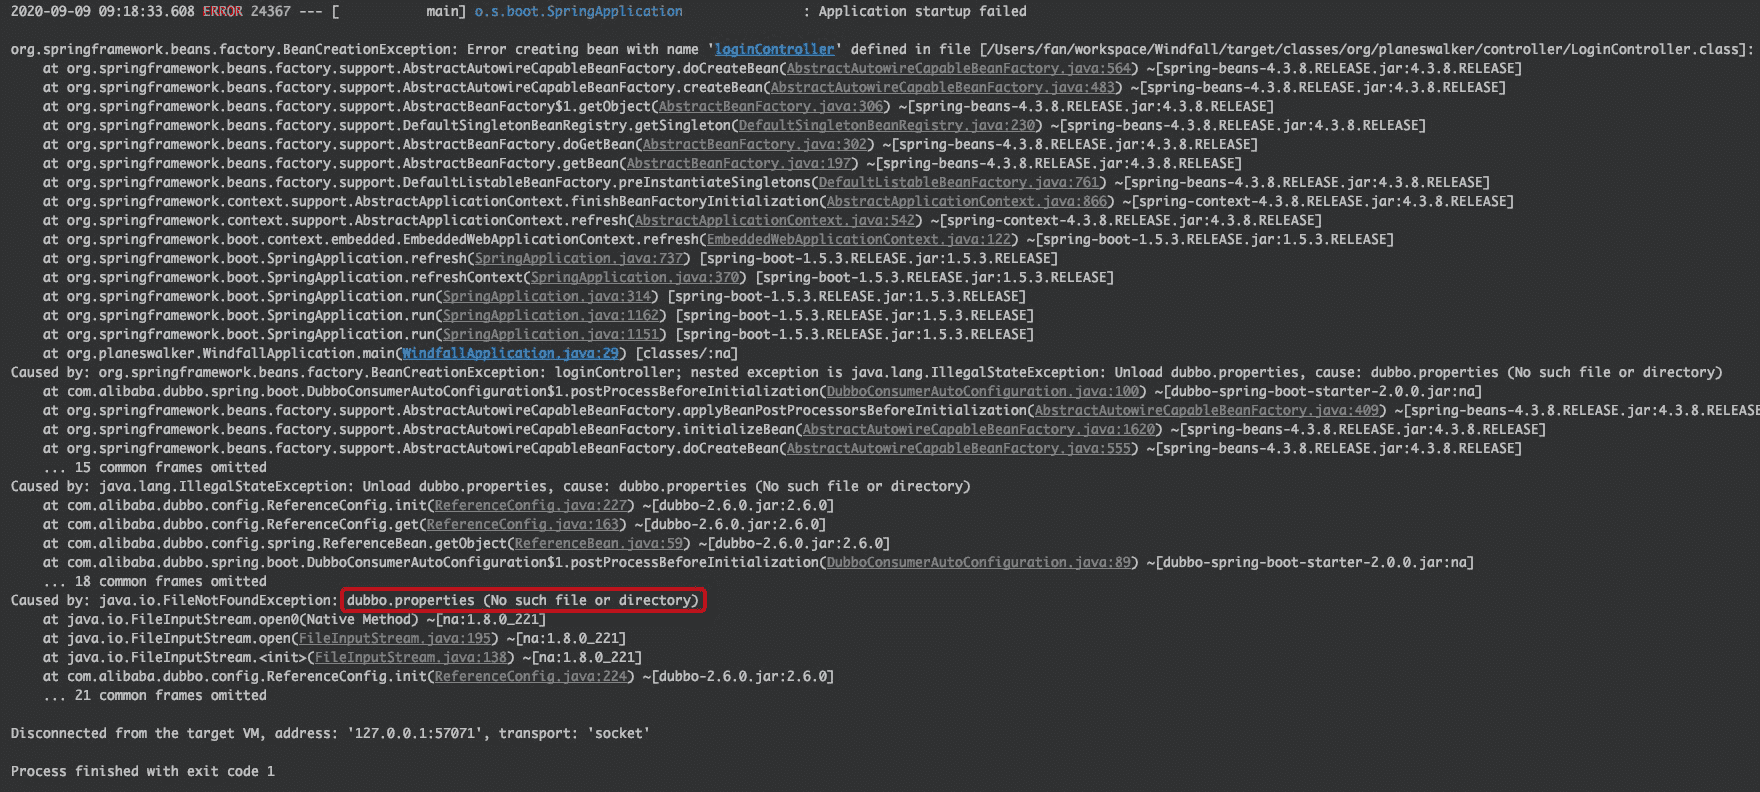 2020-09-09 09:18:33.608 ERROR 24367 --- [           main] o.s.boot.SpringApplication               : Application startup failed
org.springframework.beans.factory.BeanCreationException: Error creating bean with name 'loginController' defined in file [/Users/fan/workspace/Windfall/target/classes/org/planeswalker/controller/LoginController.class]:
at org.springframework.beans.factory.support.AbstractAutowireCapableBeanFactory.doCreateBean(AbstractAutowireCapableBeanFactory.java:564) ~[spring-beans-4.3.8.RELEASE.jar:4.3.8.RELEASE]
at org.springframework.beans.factory.support.AbstractAutowireCapableBeanFactory.createBean(AbstractAutowireCapableBeanFactory.java:483) ~[spring-beans-4.3.8.RELEASE.jar:4.3.8.RELEASE]
at org.springframework.beans.factory.support.AbstractBeanFactory$1.getObject(AbstractBeanFactory.java:306) ~[spring-beans-4.3.8.RELEASE.jar:4.3.8.RELEASE]
at org.springframework.beans.factory.support.DefaultSingletonBeanRegistry.getSingleton(DefaultSingletonBeanRegistry.java:230) ~[spring-beans-4.3.8.RELEASE.jar:4.3.8.RELEASE]
at org.springframework.beans.factory.support.AbstractBeanFactory.doGetBean(AbstractBeanFactory.java:302) ~[spring-beans-4.3.8.RELEASE.jar:4.3.8.RELEASE]
at org.springframework.beans.factory.support.AbstractBeanFactory.getBean(AbstractBeanFactory.java:197) ~[spring-beans-4.3.8.RELEASE.jar:4.3.8.RELEASE]
at org.springframework.beans.factory.support.DefaultListableBeanFactory.preInstantiateSingletons(DefaultListableBeanFactory.java:761) ~[spring-beans-4.3.8.RELEASE.jar:4.3.8.RELEASE]
at org.springframework.context.support.AbstractApplicationContext.finishBeanFactoryInitialization(AbstractApplicationContext.java:866) ~[spring-context-4.3.8.RELEASE.jar:4.3.8.RELEASE]
at org.springframework.context.support.AbstractApplicationContext.refresh(AbstractApplicationContext.java:542) ~[spring-context-4.3.8.RELEASE.jar:4.3.8.RELEASE]
at org.springframework.boot.context.embedded.EmbeddedWebApplicationContext.refresh(EmbeddedWebApplicationContext.java:122) ~[spring-boot-1.5.3.RELEASE.jar:1.5.3.RELEASE]
at org.springframework.boot.SpringApplication.refresh(SpringApplication.java:737) [spring-boot-1.5.3.RELEASE.jar:1.5.3.RELEASE]
at org.springframework.boot.SpringApplication.refreshContext(SpringApplication.java:370) [spring-boot-1.5.3.RELEASE.jar:1.5.3.RELEASE]
at org.springframework.boot.SpringApplication.run(SpringApplication.java:314) [spring-boot-1.5.3.RELEASE.jar:1.5.3.RELEASE]
at org.springframework.boot.SpringApplication.run(SpringApplication.java:1162) [spring-boot-1.5.3.RELEASE.jar:1.5.3.RELEASE]
at org.springframework.boot.SpringApplication.run(SpringApplication.java:1151) [spring-boot-1.5.3.RELEASE.jar:1.5.3.RELEASE]
at org.planeswalker.WindfallApplication.main(WindfallApplication.java:29) [classes/:na]
Caused by: org.springframework.beans.factory.BeanCreationException: loginController; nested exception is java.lang.IllegalStateException: Unload dubbo.properties, cause: dubbo.properties (No such file or directory)
at com.alibaba.dubbo.spring.boot.DubboConsumerAutoConfiguration$1.postProcessBeforeInitialization(DubboConsumerAutoConfiguration.java:100) ~[dubbo-spring-boot-starter-2.0.0.jar:na]
at org.springframework.beans.factory.support.AbstractAutowireCapableBeanFactory.applyBeanPostProcessorsBeforeInitialization(AbstractAutowireCapableBeanFactory.java:409) ~[spring-beans-4.3.8.RELEASE.jar:4.3.8.RELEASE
at org.springframework.beans.factory.support.AbstractAutowireCapableBeanFactory.initializeBean(AbstractAutowireCapableBeanFactory.java:1620) ~[spring-beans-4.3.8.RELEASE.jar:4.3.8.RELEASE]
at org.springframework.beans.factory.support.AbstractAutowireCapableBeanFactory.doCreateBean(AbstractAutowireCapableBeanFactory.java:555) ~[spring-beans-4.3.8.RELEASE.jar:4.3.8.RELEASE]
... 15 common frames omitted
Caused by: java.lang.IllegalStateException: Unload dubbo.properties, cause: dubbo.properties (No such file or directory)
at com.alibaba.dubbo.config.ReferenceConfig.init(ReferenceConfig.java:227) ~[dubbo-2.6.0.jar:2.6.0]
at com.alibaba.dubbo.config.ReferenceConfig.get(ReferenceConfig.java:163) ~[dubbo-2.6.0.jar:2.6.0]
at com.alibaba.dubbo.config.spring.ReferenceBean.getObject(ReferenceBean.java:59) ~[dubbo-2.6.0.jar:2.6.0]
at com.alibaba.dubbo.spring.boot.DubboConsumerAutoConfiguration$1.postProcessBeforeInitialization(DubboConsumerAutoConfiguration.java:89) ~[dubbo-spring-boot-starter-2.0.0.jar:na]
... 18 common frames omitted
Caused by: java.io.FileNotFoundException: dubbo.properties (No such file or directory)
at java.io.FileInputStream.open0(Native Method) ~[na:1.8.0_221]
at java.io.FileInputStream.open(FileInputStream.java:195) ~[na:1.8.0_221]
at java.io.FileInputStream.<init>(FileInputStream.java:138) ~[na:1.8.0_221]
at com.alibaba.dubbo.config.ReferenceConfig.init(ReferenceConfig.java:224) ~[dubbo-2.6.0.jar:2.6.0]
... 21 common frames omitted
Disconnected from the target VM, address: '127.0.0.1:57071', transport: 'socket'
Process finished with exit code 1